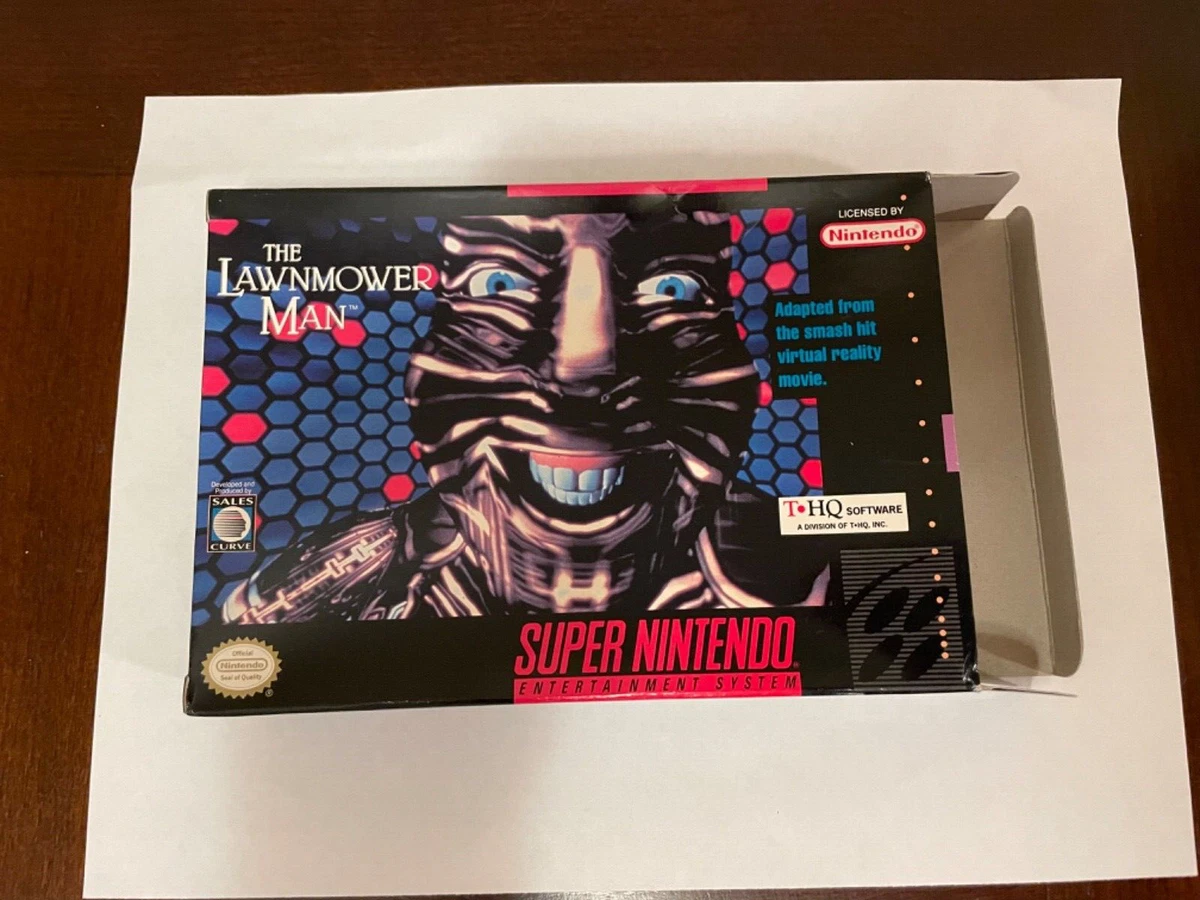 THE
LAWNMOWER
MAN™
LICENSED BY
Nintendo®
Adapted from
the smash hit
virtual reality
movie.
Developed and
Produced by
SALES
CURVE
T•HQ SOFTWARE
A DIVISION OF T•HQ, INC.
Official
Nintendo
Seal of Quality
®
SUPER NINTENDO
ENTERTAINMENT SYSTEM